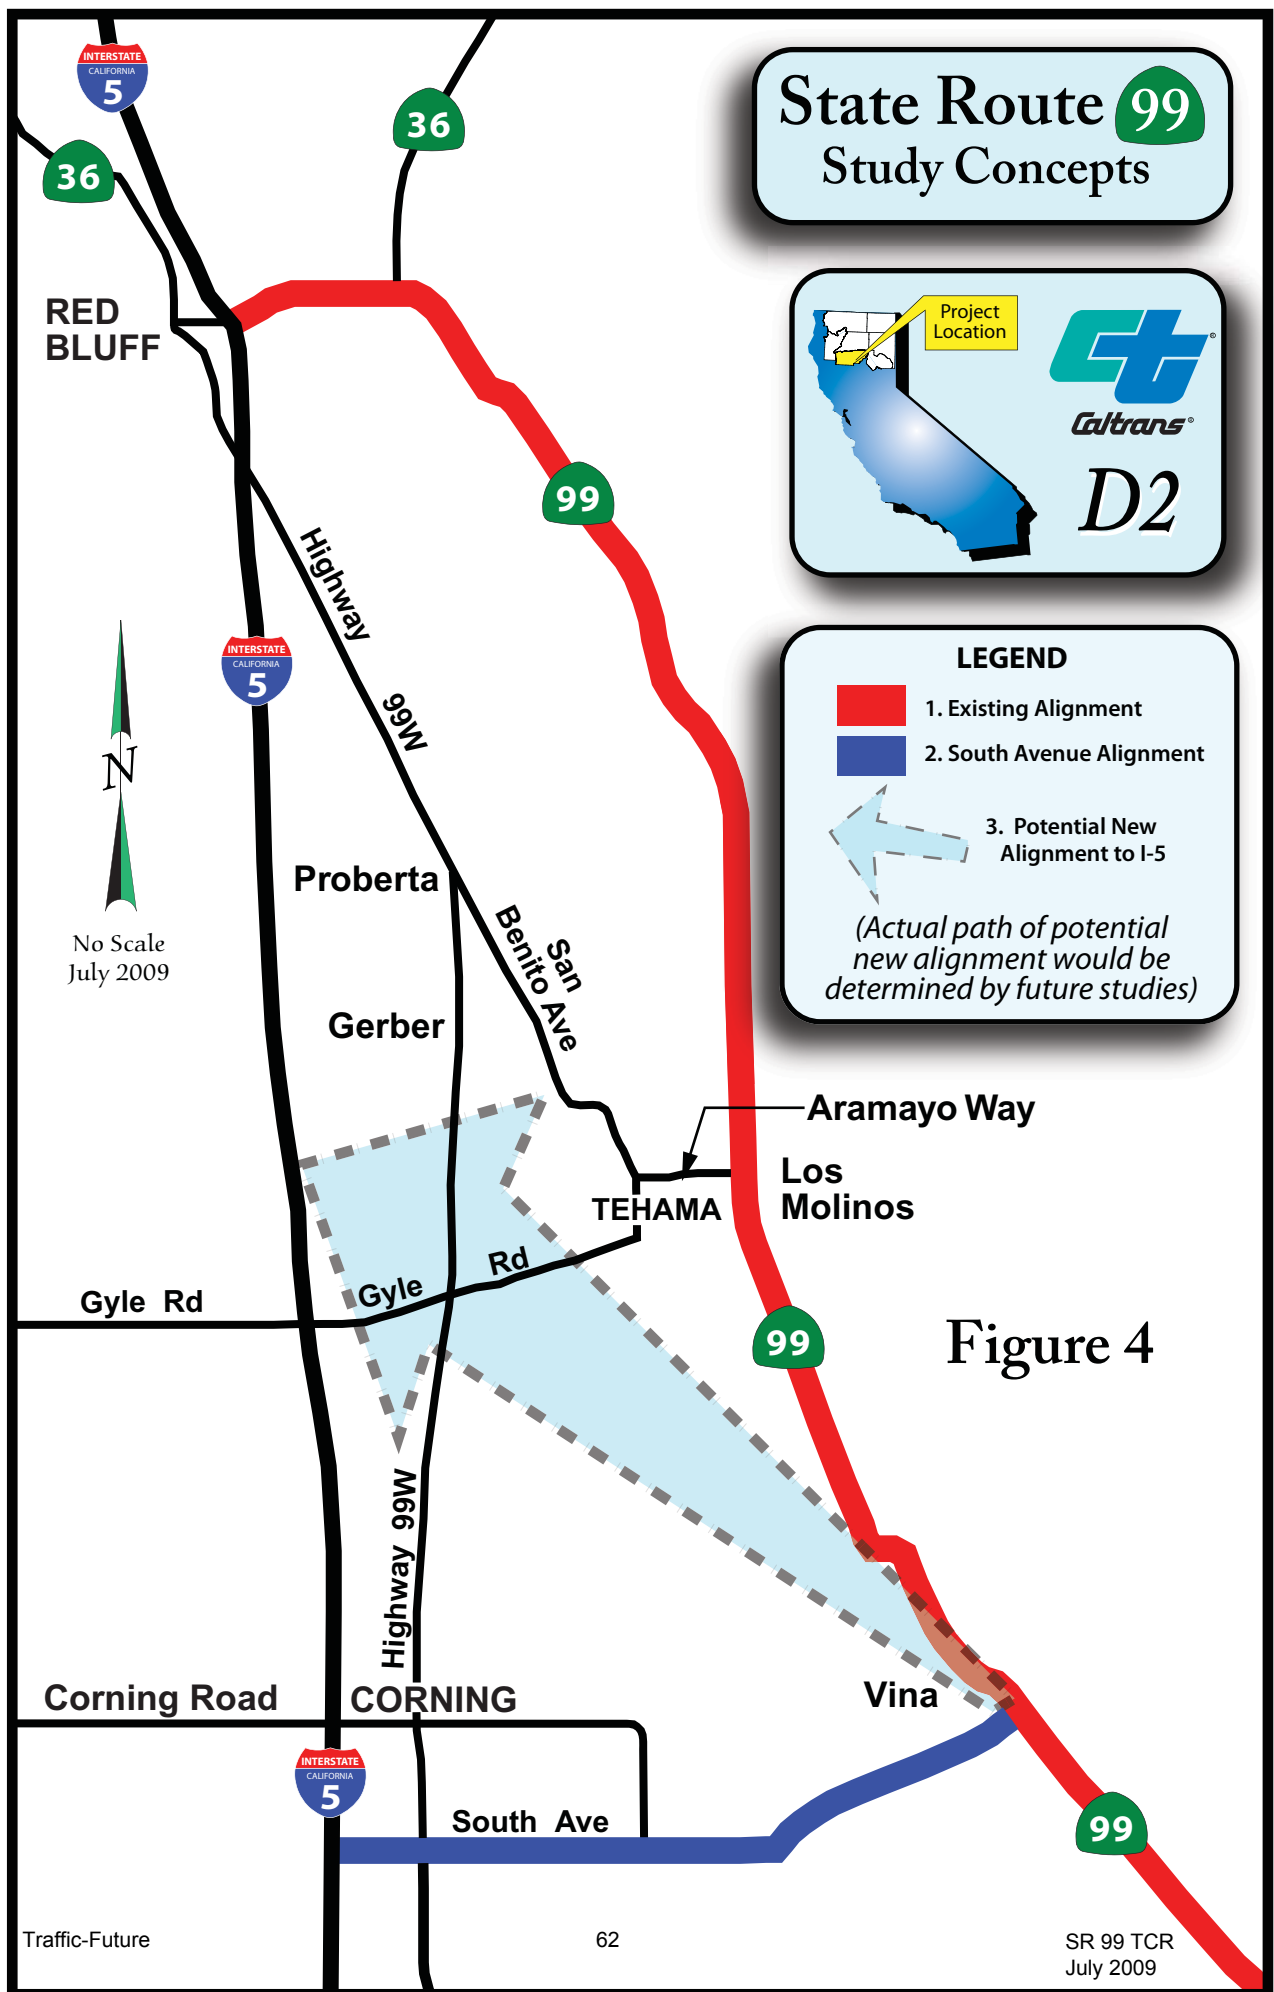 INTERSTATE
CALIFORNIA
5
36
36
State Route 99
Study Concepts
RED
BLUFF
Project
Location
Caltrans®
D2
99
Highway
99W
INTERSTATE
CALIFORNIA
5
N
No Scale
July 2009
LEGEND
1. Existing Alignment
2. South Avenue Alignment
3. Potential New
Alignment to I-5
(Actual path of potential
new alignment would be
determined by future studies)
Proberta
San
Benito Ave
Gerber
Aramayo Way
Los
Molinos
TEHAMA
Gyle Rd
Gyle Rd
99
Figure 4
Highway 99W
Corning Road
CORNING
Vina
INTERSTATE
CALIFORNIA
5
South Ave
99
Traffic-Future
62
SR 99 TCR
July 2009